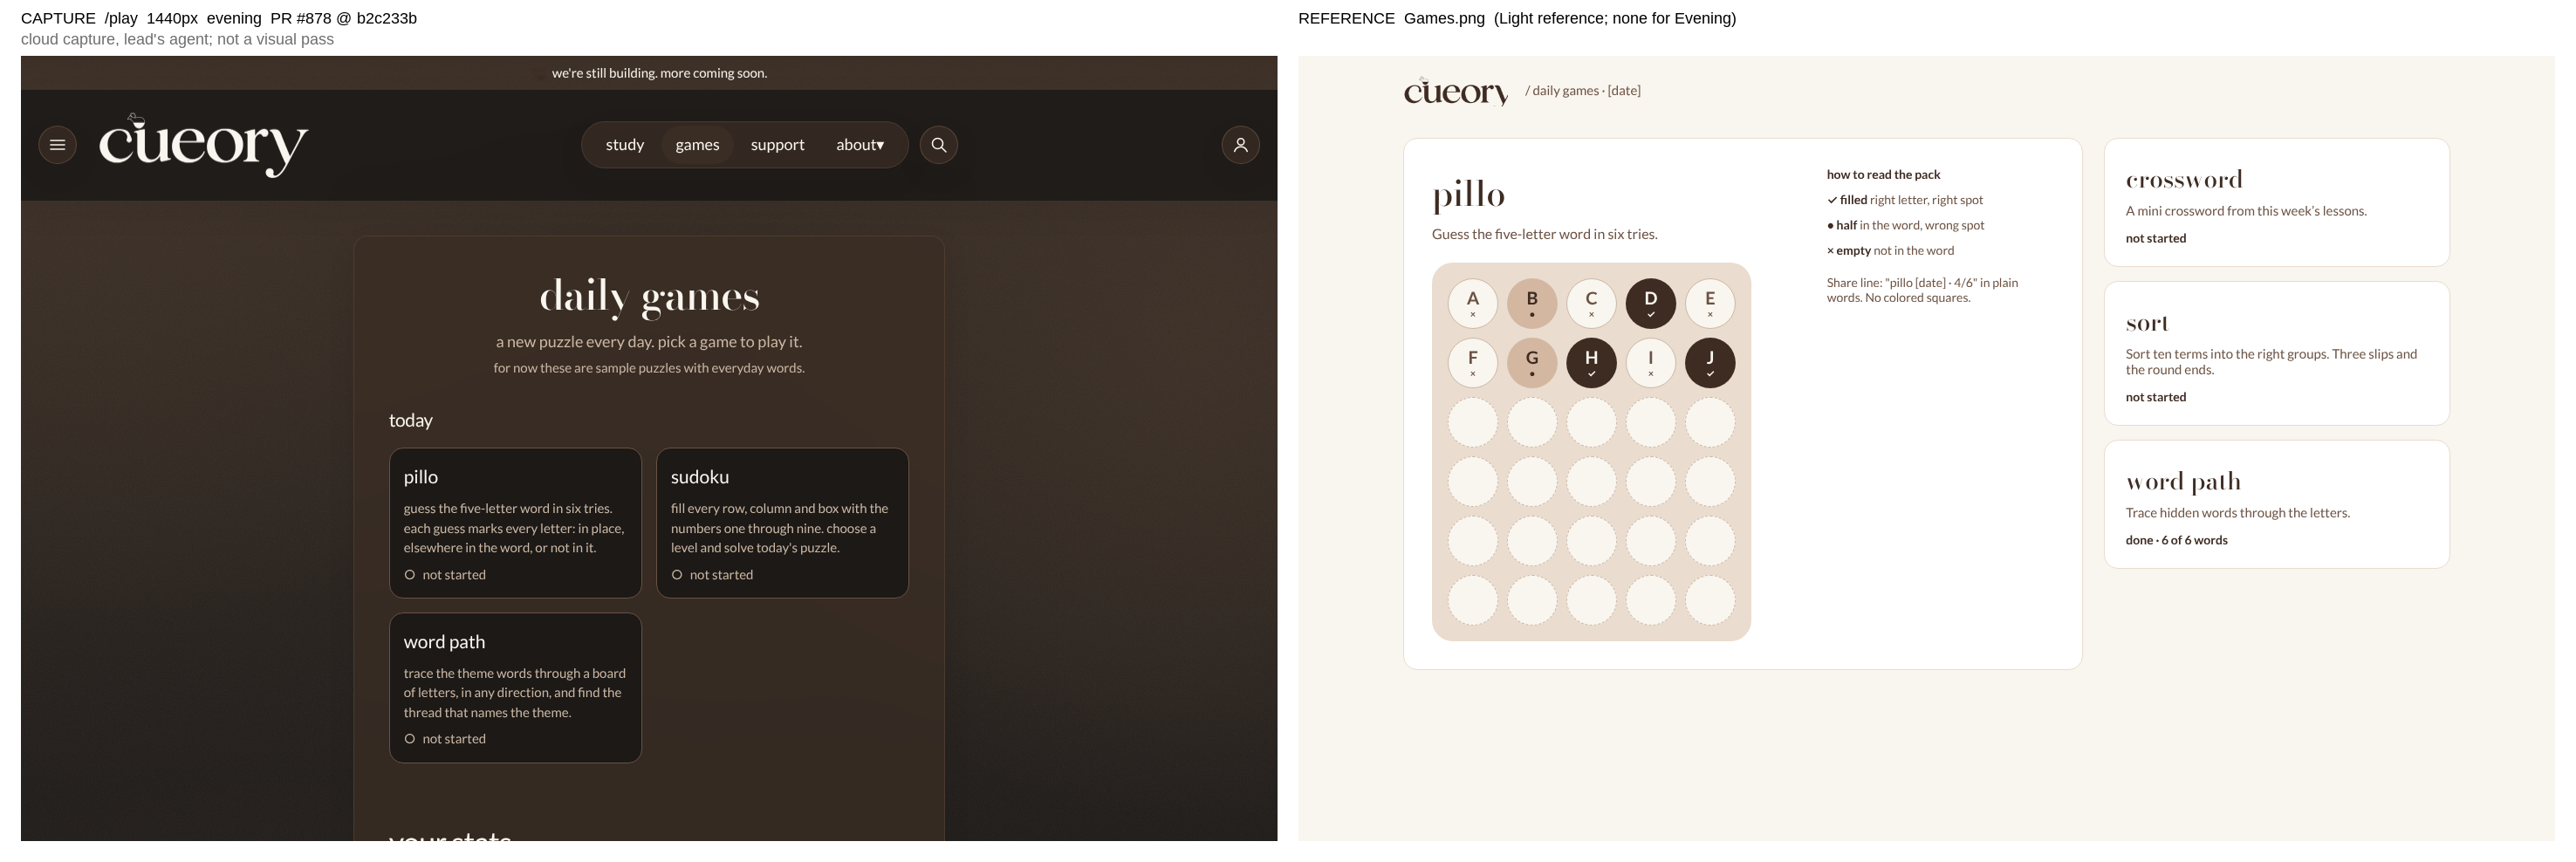 CAPTURE /play 1440px evening PR #878 @ b2c233b
cloud capture, lead's agent; not a visual pass
we're still building. more coming soon.
cueory
study games support about▾
daily games
a new puzzle every day. pick a game to play it.
for now these are sample puzzles with everyday words.
today
pillo
guess the five-letter word in six tries.
each guess marks every letter: in place,
elsewhere in the word, or not in it.
not started
sudoku
fill every row, column and box with the
numbers one through nine. choose a
level and solve today's puzzle.
not started
word path
trace the theme words through a board
of letters, in any direction, and find the
thread that names the theme.
not started
your stats
REFERENCE Games.png (Light reference; none for Evening)
cueory / daily games · [date]
pillo
Guess the five-letter word in six tries.
A B C D E
× • × ✓ ×
F G H I J
× • ✓ × ✓
how to read the pack
✓ filled right letter, right spot
• half in the word, wrong spot
× empty not in the word
Share line: "pillo [date] · 4/6" in plain
words. No colored squares.
crossword
A mini crossword from this week's lessons.
not started
sort
Sort ten terms into the right groups. Three slips and
the round ends.
not started
word path
Trace hidden words through the letters.
done · 6 of 6 words